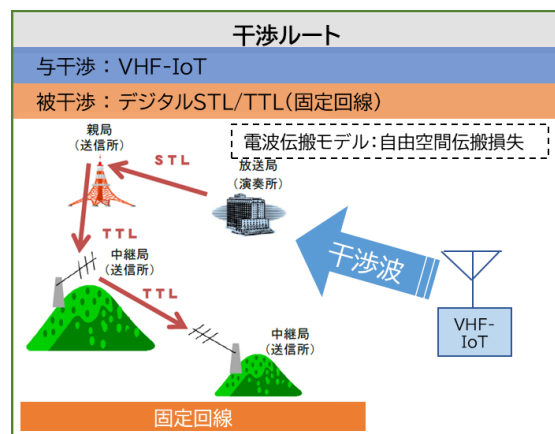 干渉ルート
与干渉：VHF-IoT
被干渉：デジタルSTL/TTL(固定回線)
電波伝搬モデル：自由空間伝搬損失
親局
(送信所)
STL
放送局
(演奏所)
TTL
中継局
(送信所)
TTL
干渉波
中継局
(送信所)
VHF-
IoT
固定回線